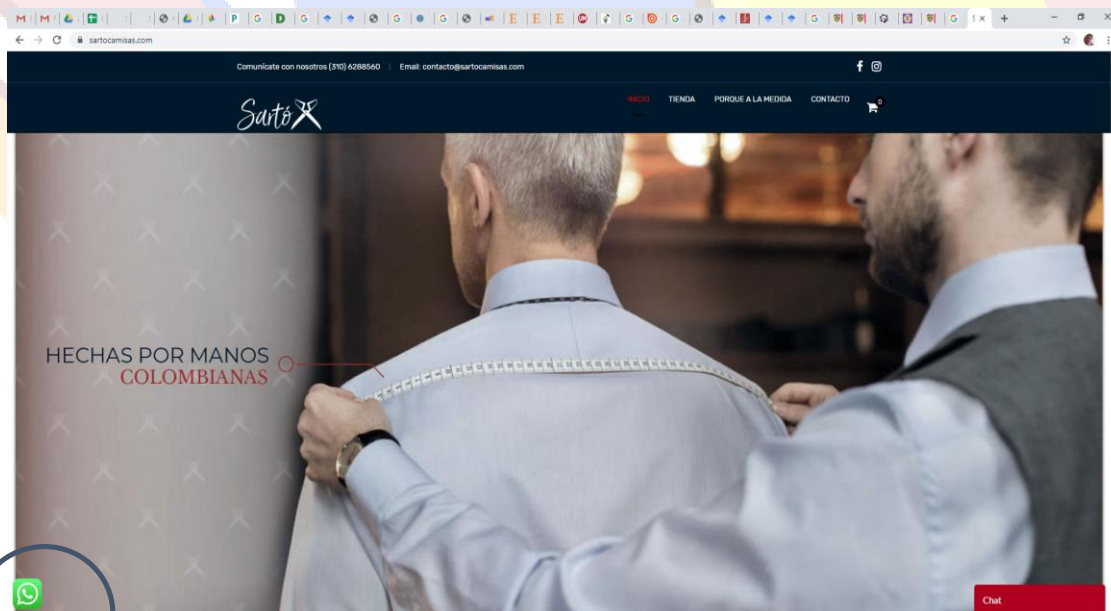 sartocamisas.com
Comunícate con nosotros (310) 6288560 | Email: contacto@sartocamisas.com
Sartó
INICIO TIENDA PORQUE A LA MEDIDA CONTACTO 0
HECHAS POR MANOS
COLOMBIANAS
Chat